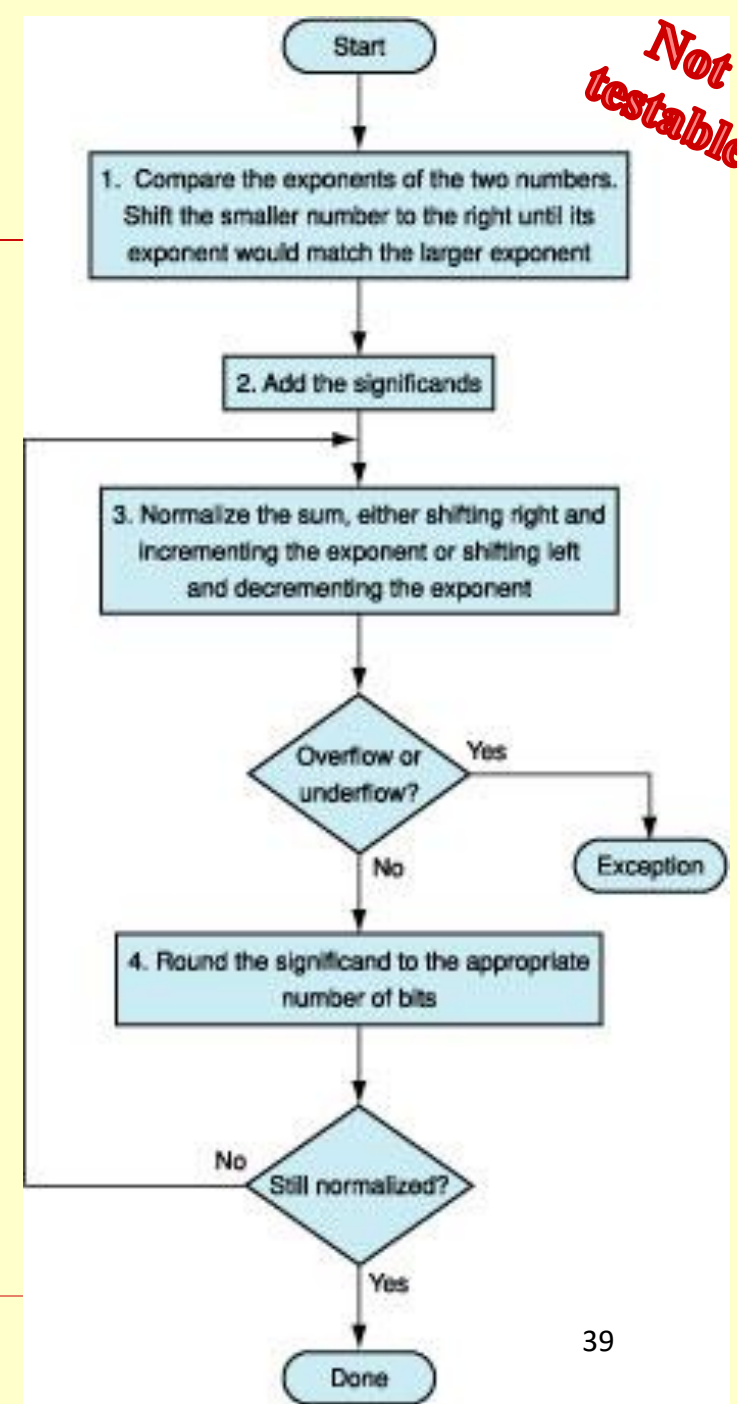 Start
Not
testable
1. Compare the exponents of the two numbers.
Shift the smaller number to the right until its
exponent would match the larger exponent
2. Add the significands
3. Normalize the sum, either shifting right and
incrementing the exponent or shifting left
and decrementing the exponent
Overflow or
underflow?
Yes
No
Exception
4. Round the significand to the appropriate
number of bits
No
Still normalized?
Yes
39
Done